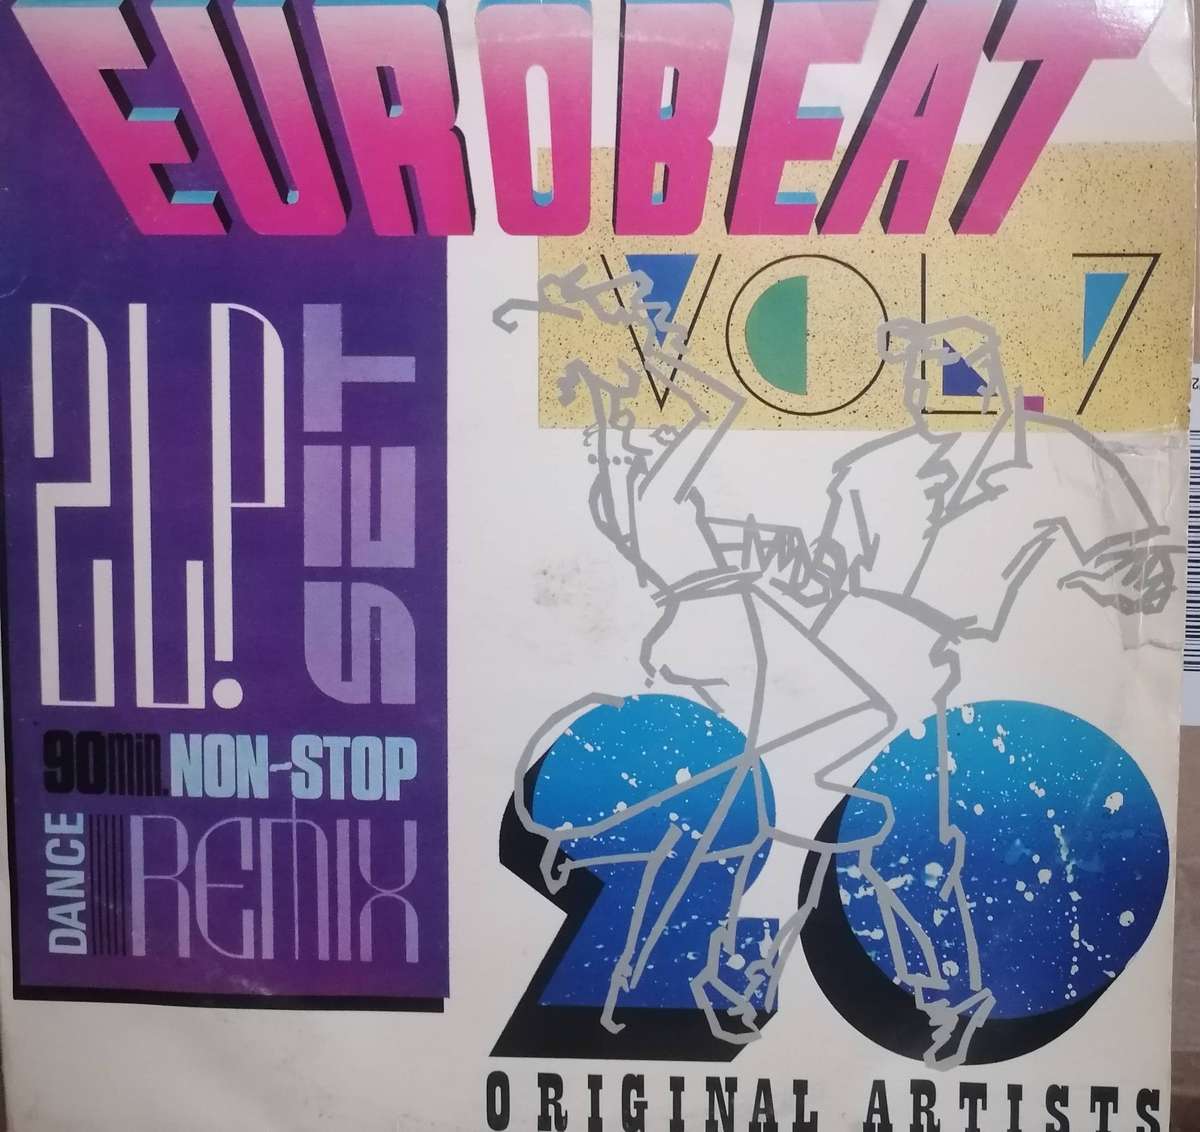 EUROBEAT
VOL.7
2LP.
SET
90min.NON-STOP
DANCE
REMIX
20
ORIGINAL ARTISTS